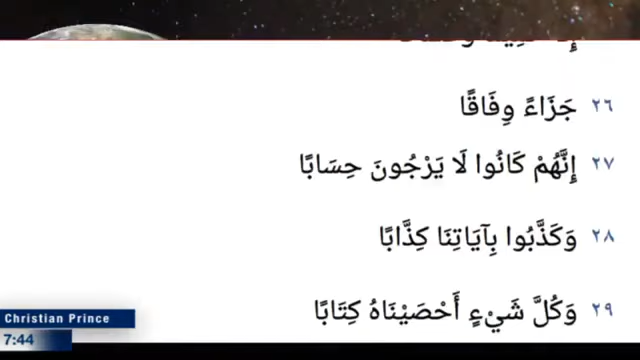 ٢٦ جَزَاءً وِفَاقًا
٢٧ إِنَّهُمْ كَانُوا لَا يَرْجُونَ حِسَابًا
٢٨ وَكَذَّبُوا بِآيَاتِنَا كِذَّابًا
٢٩ وَكُلَّ شَيْءٍ أَحْصَيْنَاهُ كِتَابًا
Christian Prince
7:44